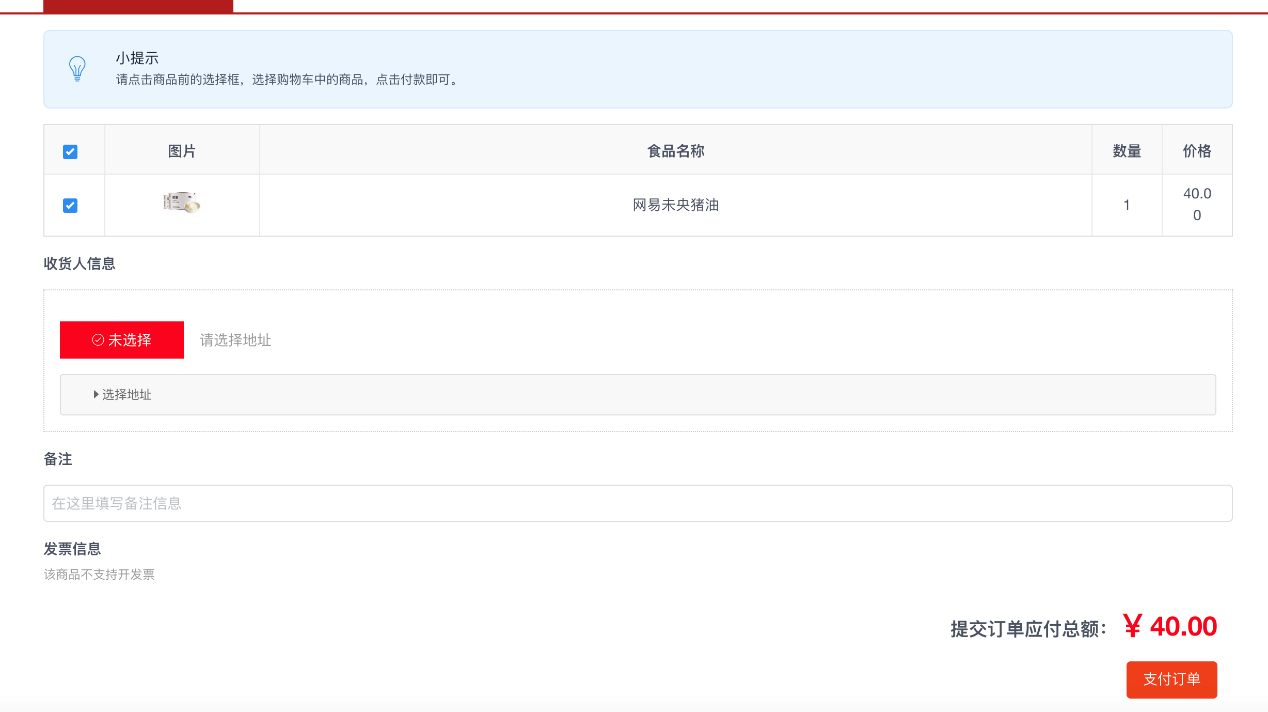 小提示
请点击商品前的选择框，选择购物车中的商品，点击付款即可。
图片 食品名称 数量 价格
网易未央猪油 1 40.0
0
收货人信息
未选择 请选择地址
选择地址
备注
在这里填写备注信息
发票信息
该商品不支持开发票
提交订单应付总额： ¥ 40.00
支付订单